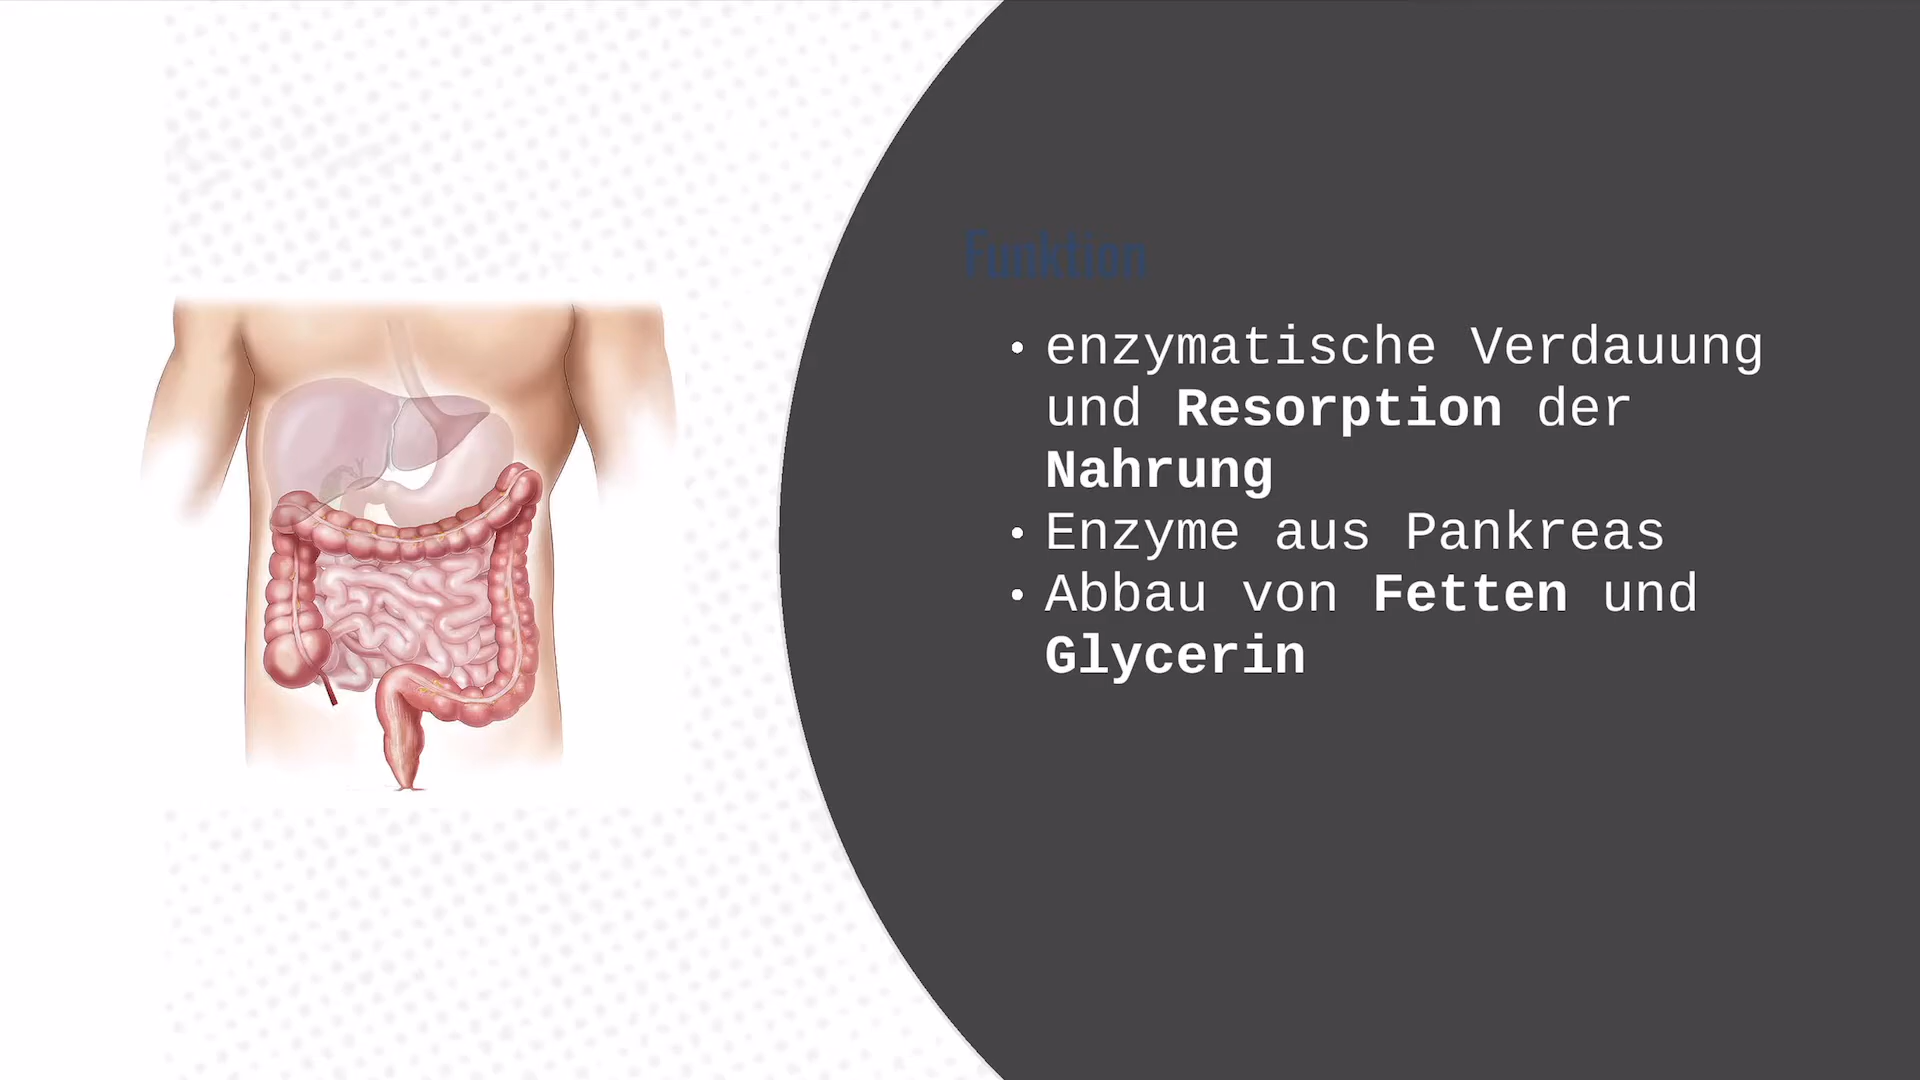 Funktion
• enzymatische Verdauung
und Resorption der
Nahrung
• Enzyme aus Pankreas
• Abbau von Fetten und
Glycerin